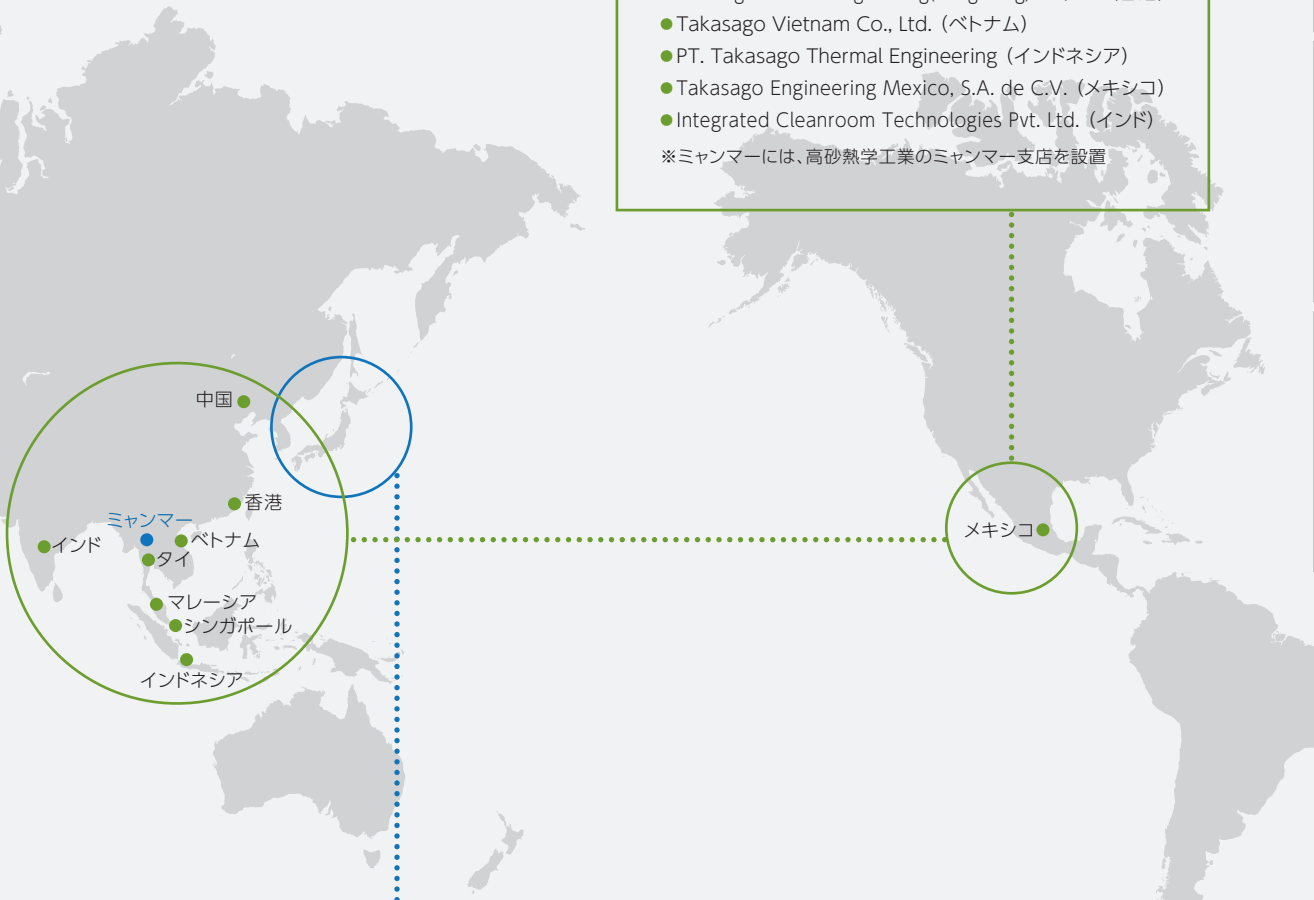 ●Takasago Vietnam Co., Ltd.（ベトナム）
●PT. Takasago Thermal Engineering（インドネシア）
●Takasago Engineering Mexico, S.A. de C.V.（メキシコ）
●Integrated Cleanroom Technologies Pvt. Ltd.（インド）
※ミャンマーには、高砂熱学工業のミャンマー支店を設置
中国
香港
ミャンマー
インド
ベトナム
タイ
メキシコ
マレーシア
シンガポール
インドネシア